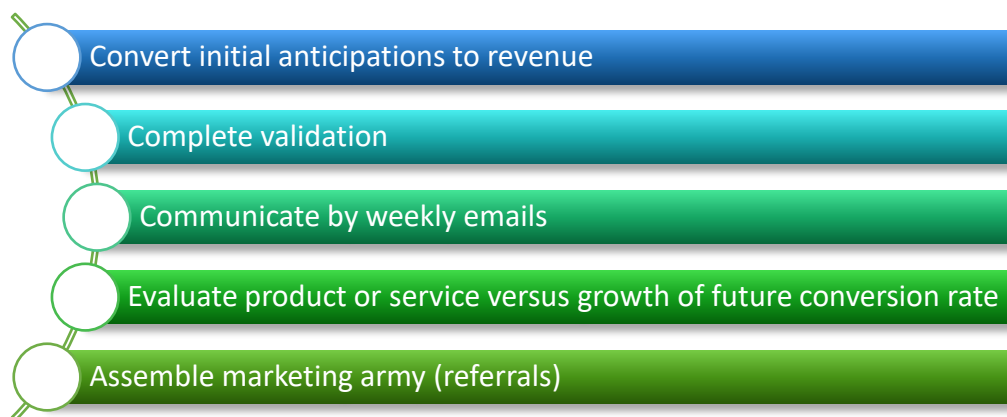 Convert initial anticipations to revenue
Complete validation
Communicate by weekly emails
Evaluate product or service versus growth of future conversion rate
Assemble marketing army (referrals)